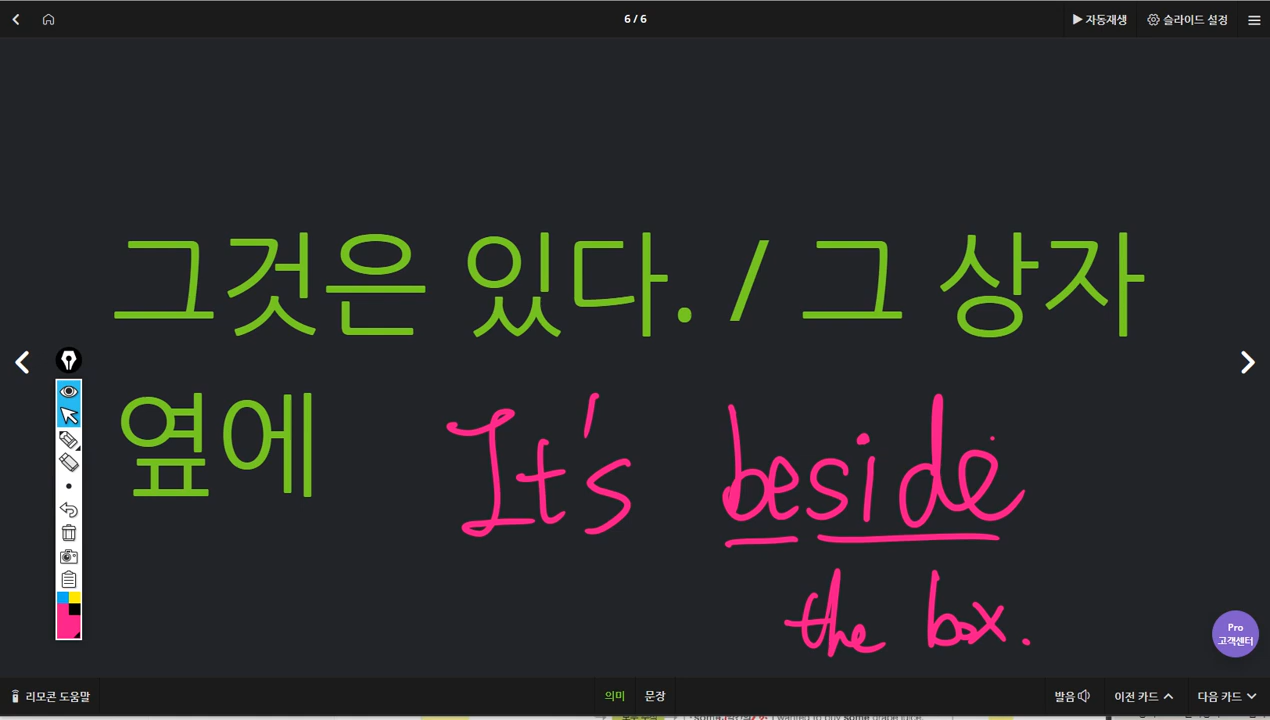 6 / 6
자동재생
슬라이드 설정
그것은 있다. / 그 상자
옆에
It's beside
the box.
Pro
고객센터
리모콘 도움말
의미
문장
발음
이전 카드
다음 카드